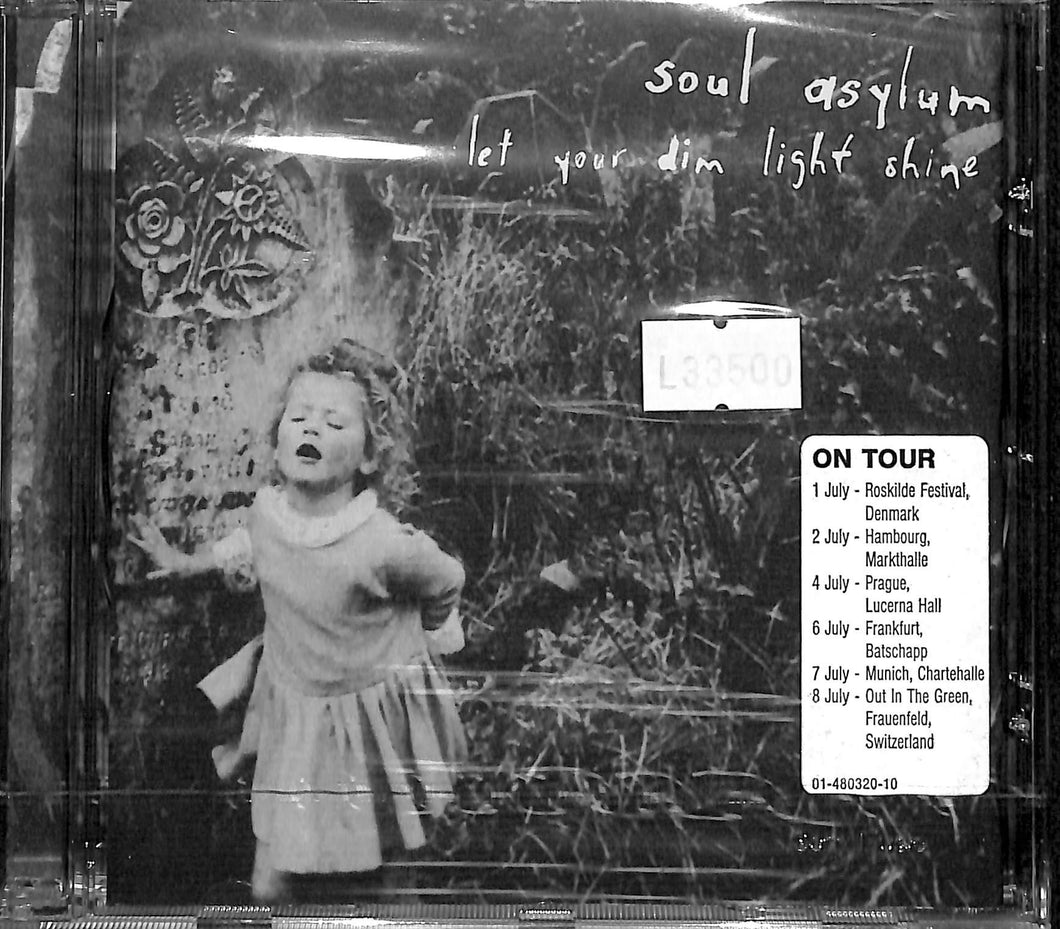 soul asylum
let your dim light shine
L33500
ON TOUR
1 July - Roskilde Festival,
Denmark
2 July - Hambourg,
Markthalle
4 July - Prague,
Lucerna Hall
6 July - Frankfurt,
Batschapp
7 July - Munich, Chartehalle
8 July - Out In The Green,
Frauenfeld,
Switzerland
01-480320-10